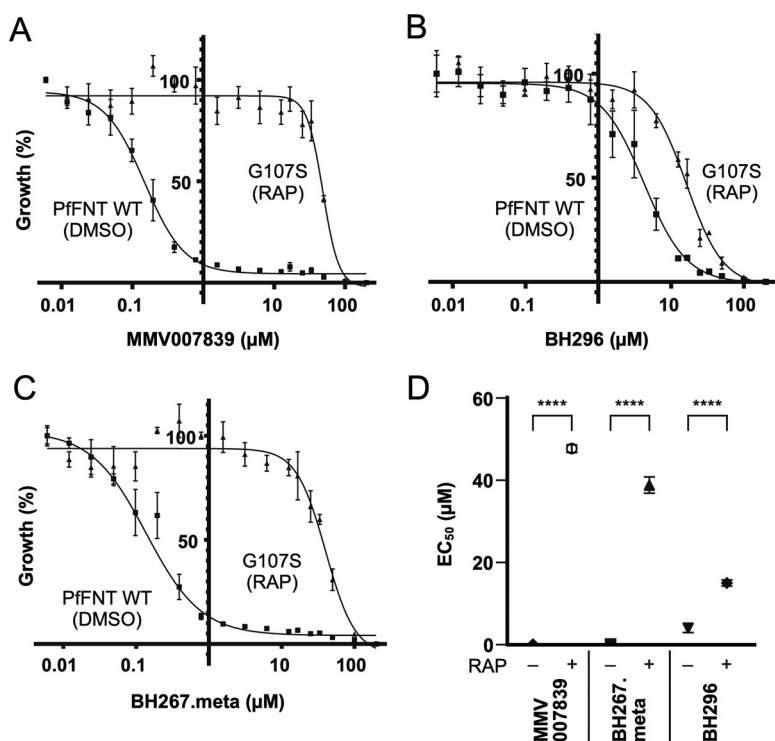 A
Growth (%)
100
50
PfFNT WT
(DMSO)
G107S
(RAP)
0.01 0.1 10 100
MMV007839 (µM)
B
100
50
PfFNT WT
(DMSO)
G107S
(RAP)
0.01 0.1 10 100
BH296 (µM)
C
Growth (%)
100
50
PfFNT WT
(DMSO)
G107S
(RAP)
0.01 0.1 10 100
BH267.meta (µM)
D
EC50 (µM)
60
40
20
0
**** **** ****
RAP – + – + – +
MMV
007839
BH267.
meta
BH296